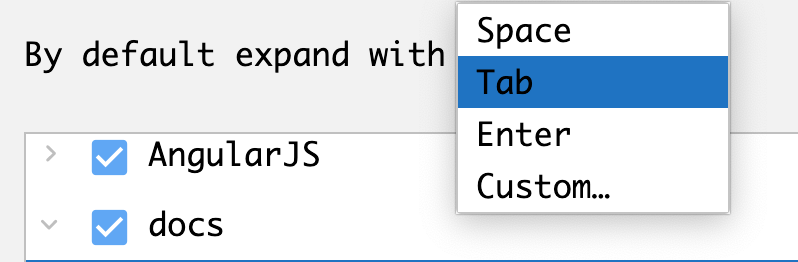 By default expand with
Space
Tab
Enter
Custom…
AngularJS
docs